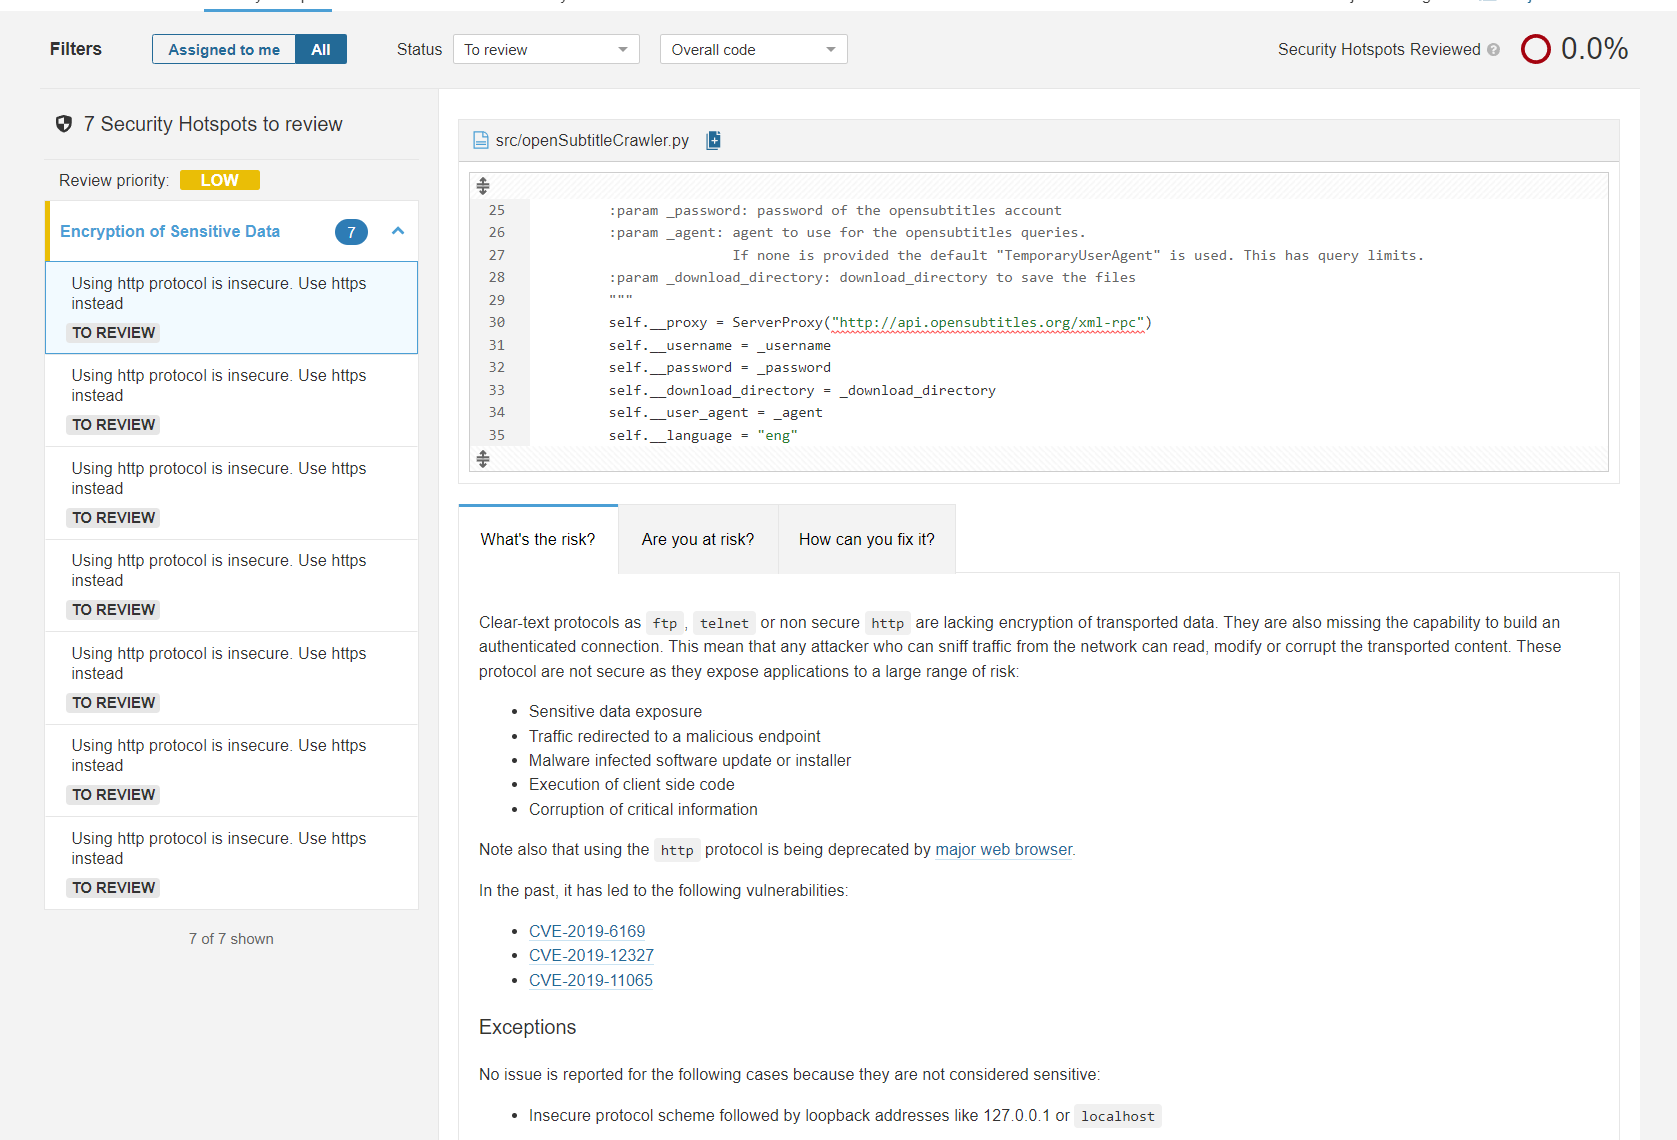 Filters
Assigned to me
All
Status
To review
Overall code
Security Hotspots Reviewed
0.0%
7 Security Hotspots to review
Review priority: LOW
Encryption of Sensitive Data 7
Using http protocol is insecure. Use https
instead
TO REVIEW
Using http protocol is insecure. Use https
instead
TO REVIEW
Using http protocol is insecure. Use https
instead
TO REVIEW
Using http protocol is insecure. Use https
instead
TO REVIEW
Using http protocol is insecure. Use https
instead
TO REVIEW
Using http protocol is insecure. Use https
instead
TO REVIEW
Using http protocol is insecure. Use https
instead
TO REVIEW
7 of 7 shown
src/openSubtitleCrawler.py
25 :param _password: password of the opensubtitles account
26 :param _agent: agent to use for the opensubtitles queries.
27 If none is provided the default "TemporaryUserAgent" is used. This has query limits.
28 :param _download_directory: download_directory to save the files
29 """
30 self.__proxy = ServerProxy("http://api.opensubtitles.org/xml-rpc")
31 self.__username = _username
32 self.__password = _password
33 self.__download_directory = _download_directory
34 self.__user_agent = _agent
35 self.__language = "eng"
What's the risk?
Are you at risk?
How can you fix it?
Clear-text protocols as ftp, telnet or non secure http are lacking encryption of transported data. They are also missing the capability to build an
authenticated connection. This mean that any attacker who can sniff traffic from the network can read, modify or corrupt the transported content. These
protocol are not secure as they expose applications to a large range of risk:
• Sensitive data exposure
• Traffic redirected to a malicious endpoint
• Malware infected software update or installer
• Execution of client side code
• Corruption of critical information
Note also that using the http protocol is being deprecated by major web browser.
In the past, it has led to the following vulnerabilities:
• CVE-2019-6169
• CVE-2019-12327
• CVE-2019-11065
Exceptions
No issue is reported for the following cases because they are not considered sensitive:
• Insecure protocol scheme followed by loopback addresses like 127.0.0.1 or localhost